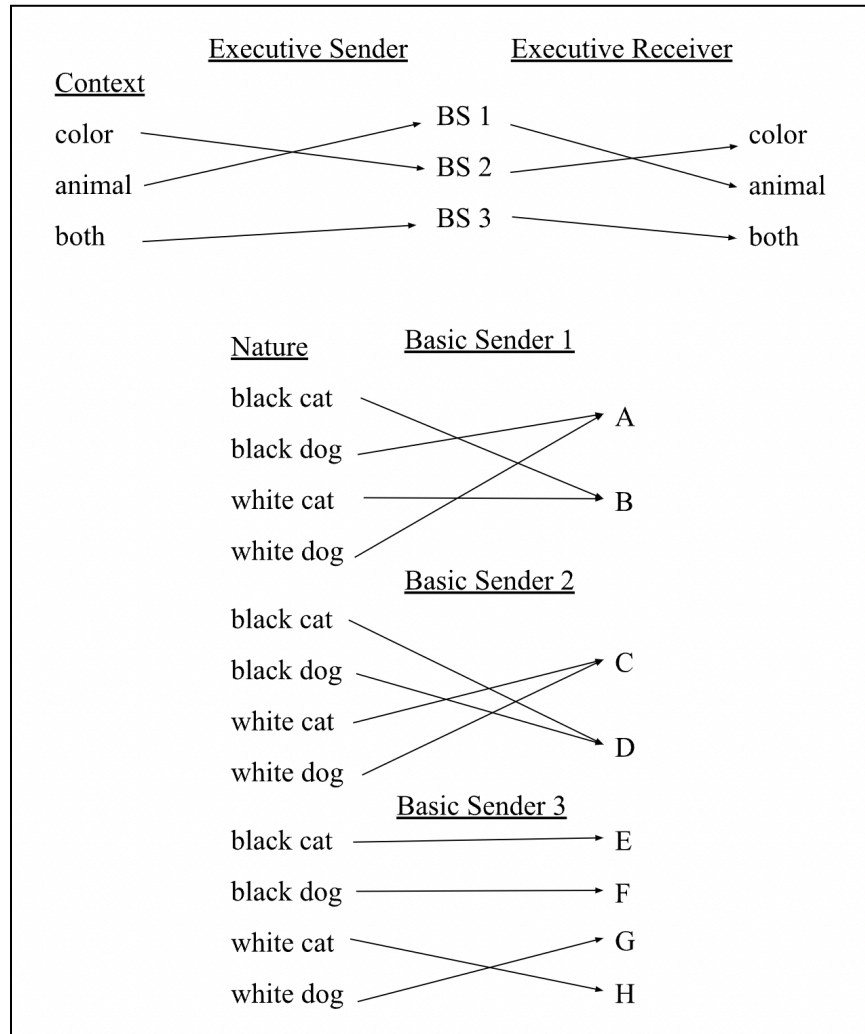 Executive Sender Executive Receiver
Context
BS 1
color color
BS 2
animal animal
BS 3
both both
Basic Sender 1
Nature
black cat
A
black dog
white cat B
white dog
Basic Sender 2
black cat
C
black dog
white cat
D
white dog
Basic Sender 3
black cat E
black dog F
white cat G
white dog H